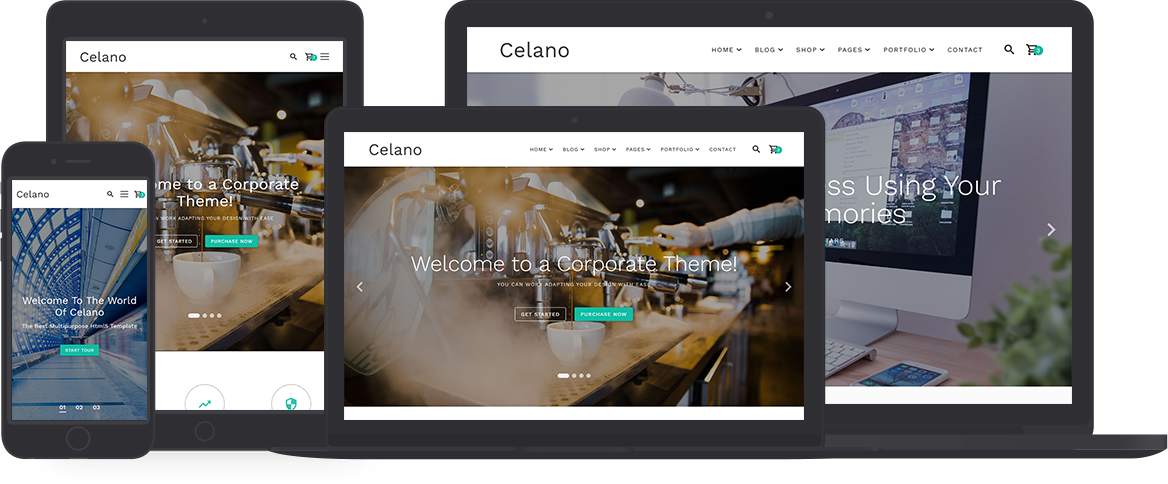 Celano
Celano
HOME BLOG SHOP PAGES PORTFOLIO CONTACT
3
Celano
HOME BLOG SHOP PAGES PORTFOLIO CONTACT
Celano
Welcome To The World
Of Celano
The Best Multipurpose Html5 Template
START TOUR
01 02 03
ome to a Corporate
Theme!
N WORK ADAPTING YOUR DESIGN WITH EASE
GET STARTED PURCHASE NOW
Welcome to a Corporate Theme!
YOU CAN WORK ADAPTING YOUR DESIGN WITH EASE
GET STARTED PURCHASE NOW
ss Using Your
mories